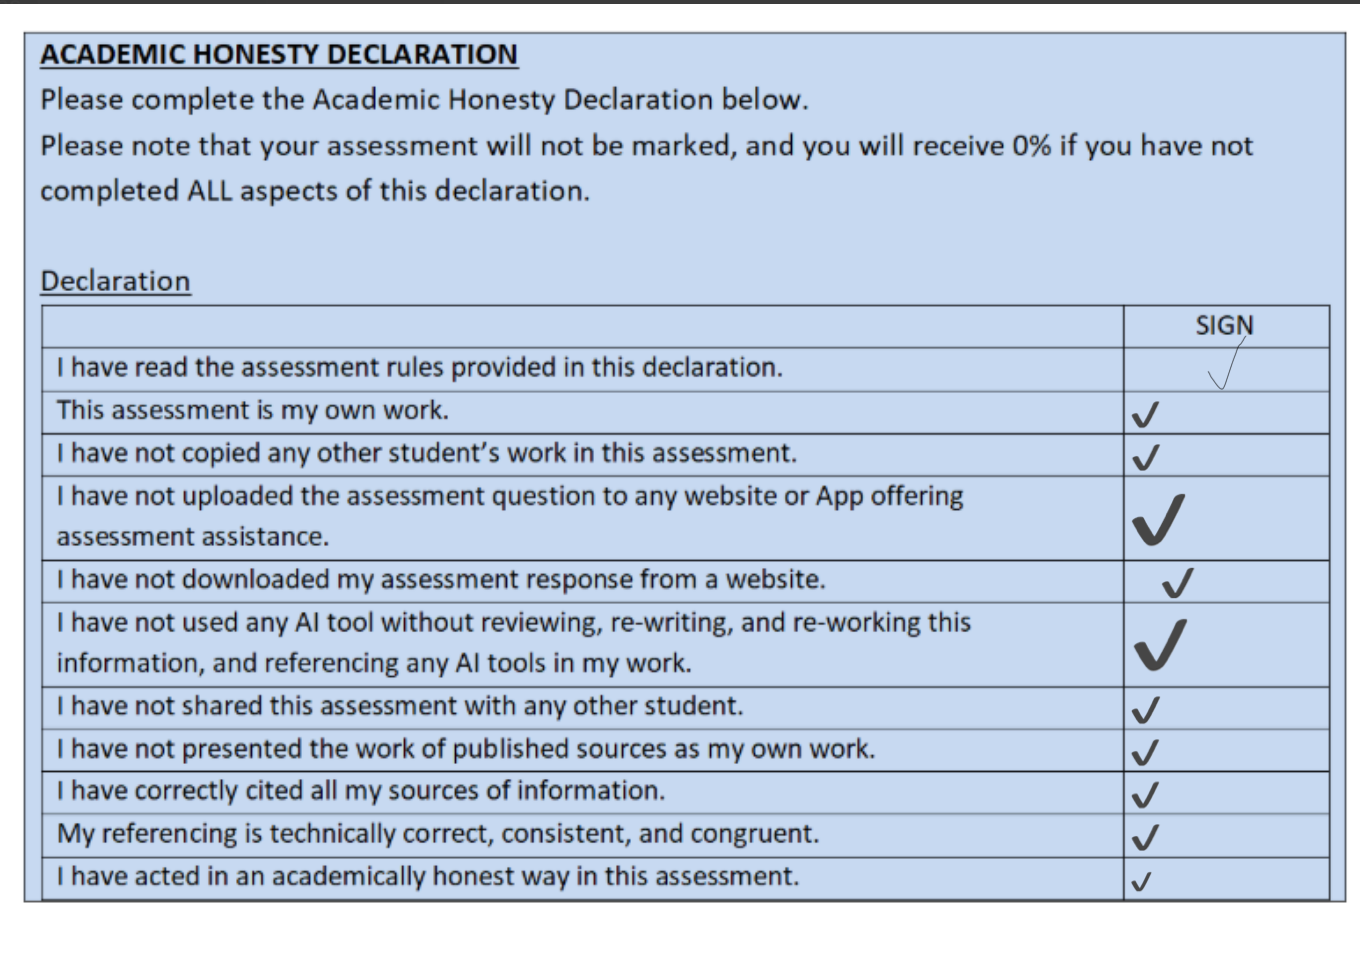 ACADEMIC HONESTY DECLARATION
Please complete the Academic Honesty Declaration below.
Please note that your assessment will not be marked, and you will receive 0% if you have not
completed ALL aspects of this declaration.
Declaration
SIGN
I have read the assessment rules provided in this declaration. ✓
This assessment is my own work. ✓
I have not copied any other student's work in this assessment. ✓
I have not uploaded the assessment question to any website or App offering
assessment assistance. ✓
I have not downloaded my assessment response from a website. ✓
I have not used any AI tool without reviewing, re-writing, and re-working this
information, and referencing any AI tools in my work. ✓
I have not shared this assessment with any other student. ✓
I have not presented the work of published sources as my own work. ✓
I have correctly cited all my sources of information. ✓
My referencing is technically correct, consistent, and congruent. ✓
I have acted in an academically honest way in this assessment. ✓